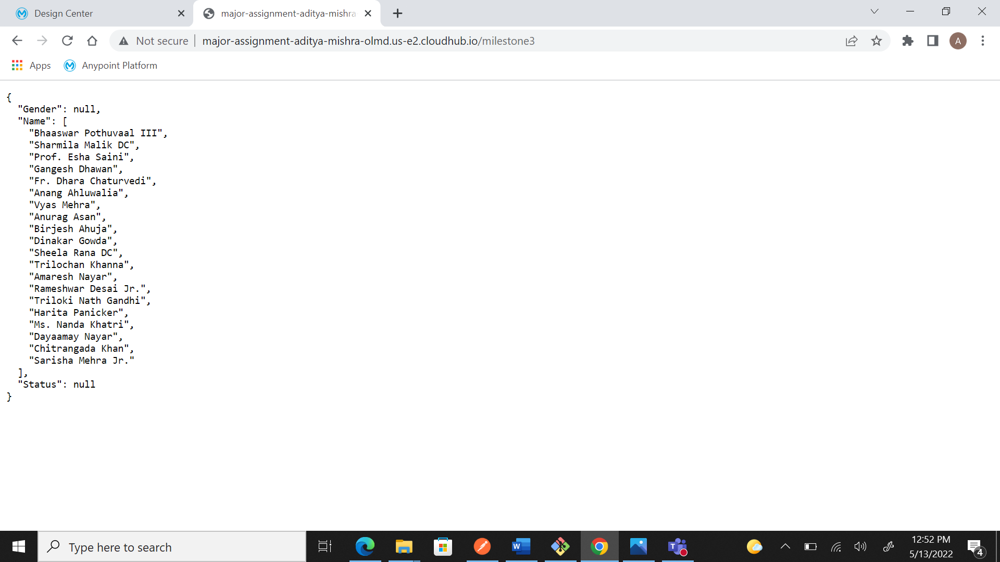 Design Center
major-assignment-aditya-mishra-
Not secure
major-assignment-aditya-mishra-olmd.us-e2.cloudhub.io/milestone3
A
Apps
Anypoint Platform
{
"Gender": null,
"Name": [
"Bhaaswar Pothuvaal III",
"Sharmila Malik DC",
"Prof. Esha Saini",
"Gangesh Dhawan",
"Fr. Dhara Chaturvedi",
"Anang Ahluwalia",
"Vyas Mehra",
"Anurag Asan",
"Birjesh Ahuja",
"Dinakar Gowda",
"Sheela Rana DC",
"Trilochan Khanna",
"Amaresh Nayar",
"Rameshwar Desai Jr.",
"Triloki Nath Gandhi",
"Harita Panicker",
"Ms. Nanda Khatri",
"Dayaamay Nayar",
"Chitrangada Khan",
"Sarisha Mehra Jr."
],
"Status": null
}
Type here to search
W
T
12:52 PM
5/13/2022
4